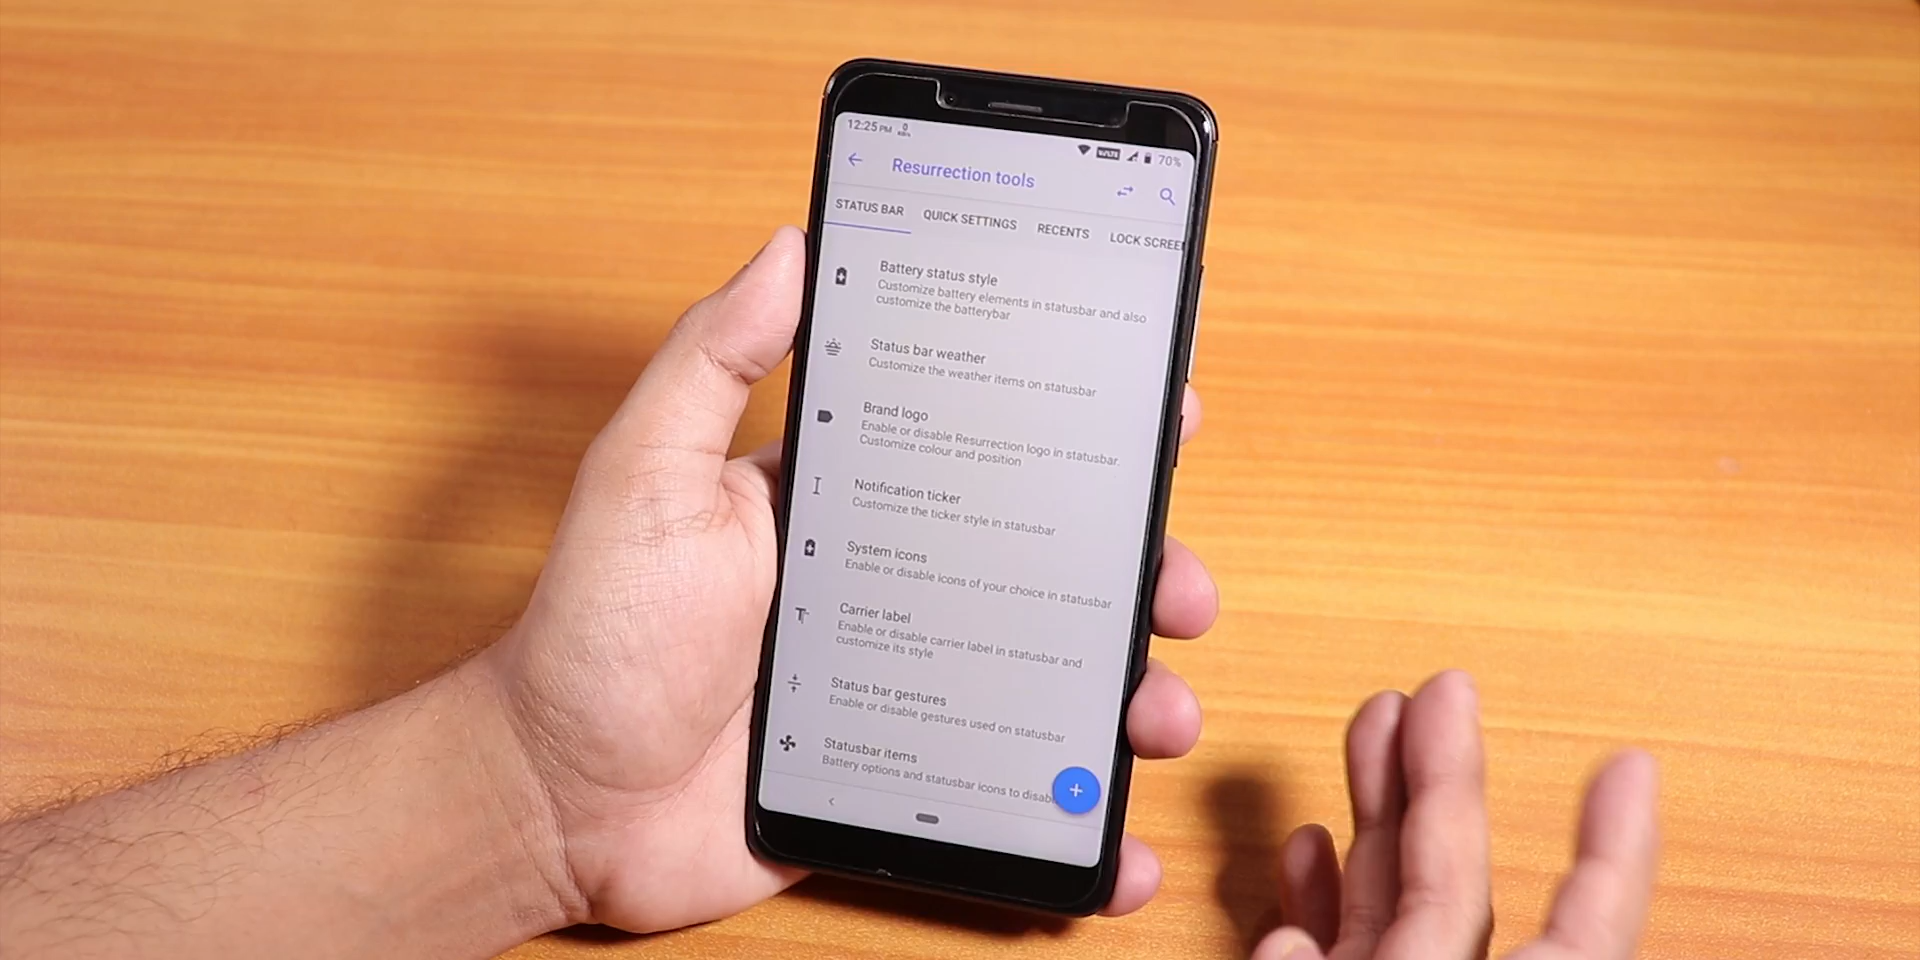 12:25 PM 0 KB/s VoLTE 70%
Resurrection tools
STATUS BAR QUICK SETTINGS RECENTS LOCK SCREE
Battery status style
Customize battery elements in statusbar and also
customize the batterybar
Status bar weather
Customize the weather items on statusbar
Brand logo
Enable or disable Resurrection logo in statusbar.
Customize colour and position
Notification ticker
Customize the ticker style in statusbar
System icons
Enable or disable icons of your choice in statusbar
Carrier label
Enable or disable carrier label in statusbar and
customize its style
Status bar gestures
Enable or disable gestures used on statusbar
Statusbar items
Battery options and statusbar icons to disab